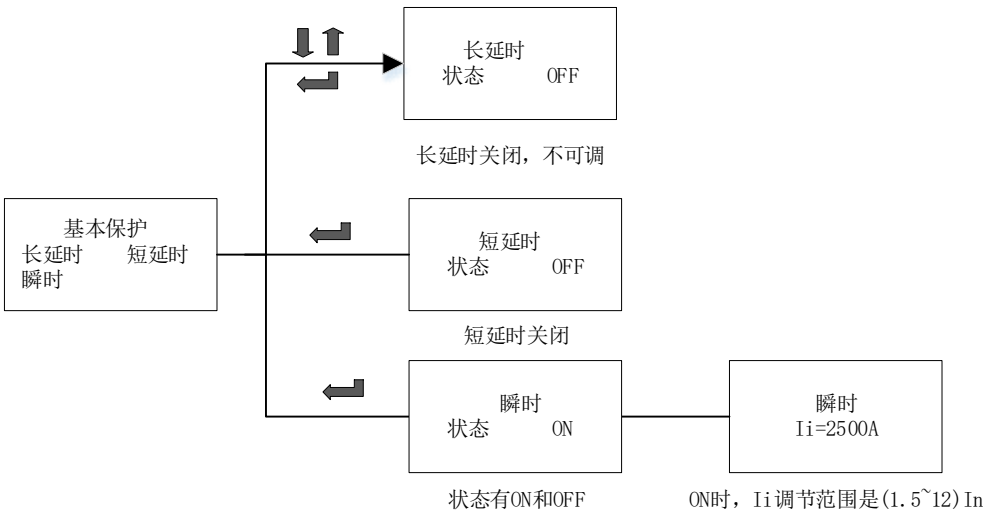 长延时
状态 OFF
长延时关闭，不可调
基本保护
长延时 短延时
瞬时
短延时
状态 OFF
短延时关闭
瞬时
状态 ON
状态有ON和OFF
瞬时
Ii=2500A
ON时，Ii调节范围是(1.5~12)In